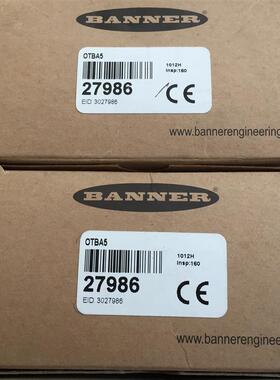 BANNER
OTBA5
1012H
Insp:160
27986
EID 3027986
CE
www.bannerengineering
BANNER
OTBA5
1012H
Insp:160
27986
EID 3027986
CE
www.bannerengineering